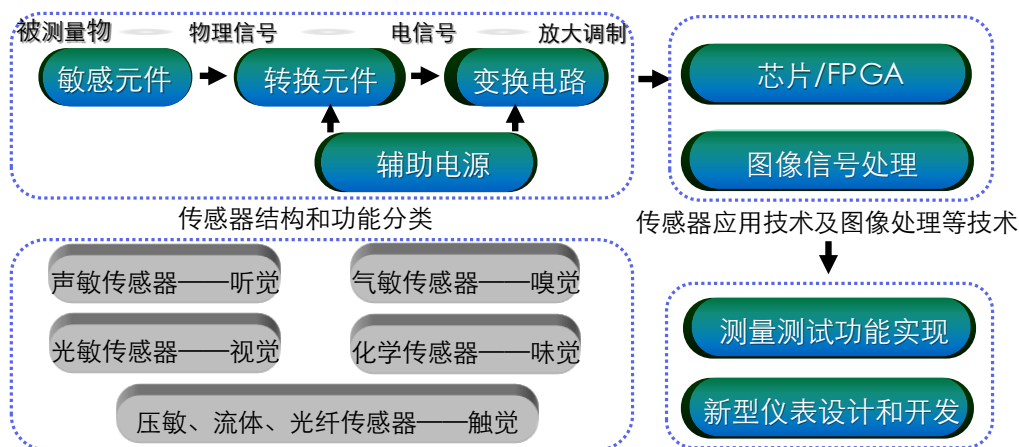 被测量物 物理信号 电信号 放大调制
敏感元件 转换元件 变换电路
辅助电源
传感器结构和功能分类
芯片/FPGA
图像信号处理
传感器应用技术及图像处理等技术
声敏传感器——听觉 气敏传感器——嗅觉
光敏传感器——视觉 化学传感器——味觉
压敏、流体、光纤传感器——触觉
测量测试功能实现
新型仪表设计和开发